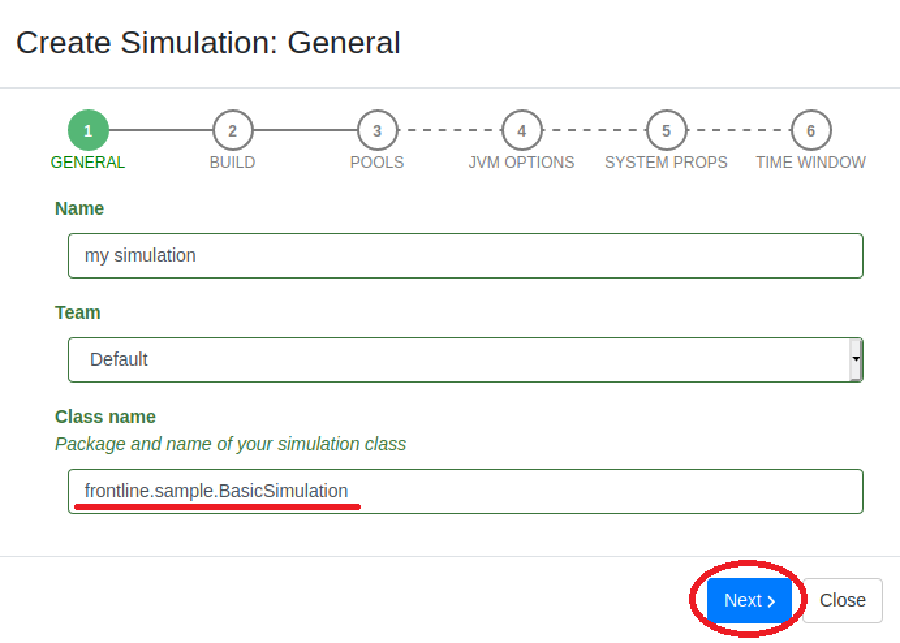 Create Simulation: General
1 2 3 4 5 6
GENERAL BUILD POOLS JVM OPTIONS SYSTEM PROPS TIME WINDOW
Name
my simulation
Team
Default
Class name
Package and name of your simulation class
frontline.sample.BasicSimulation
Next Close